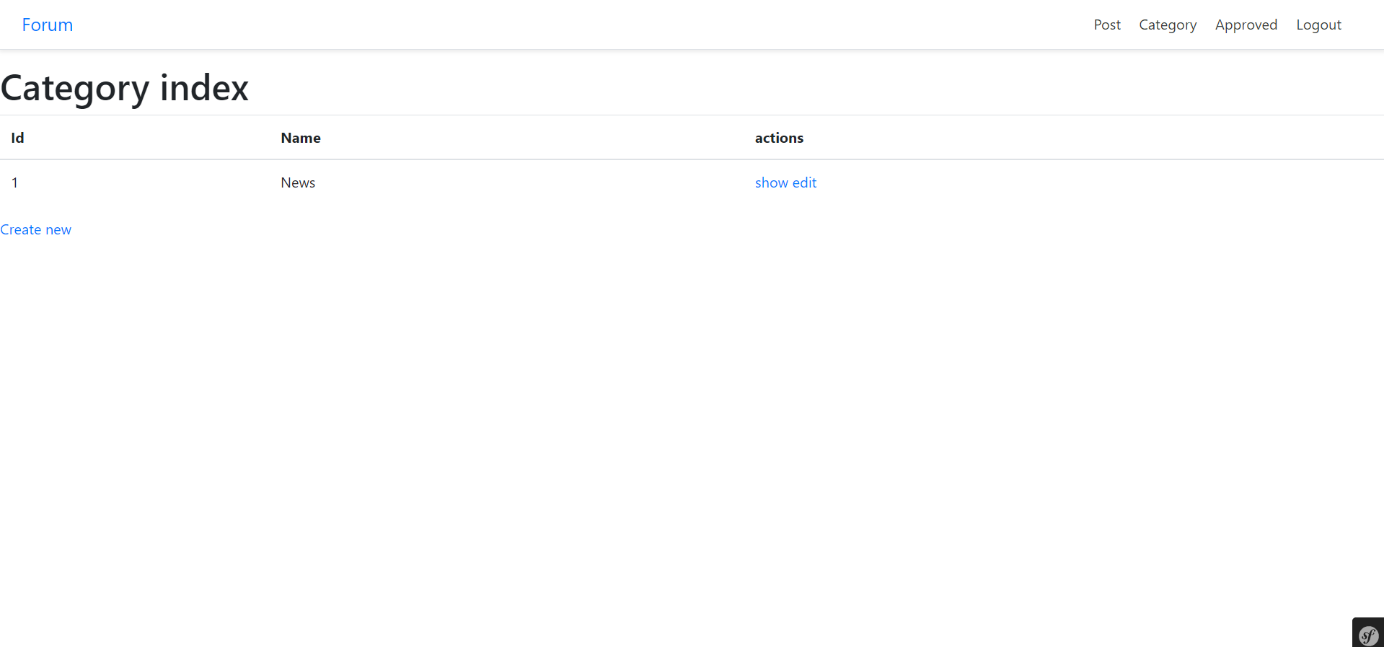 Forum Post Category Approved Logout
Category index
Id Name actions
1 News show edit
Create new
sf